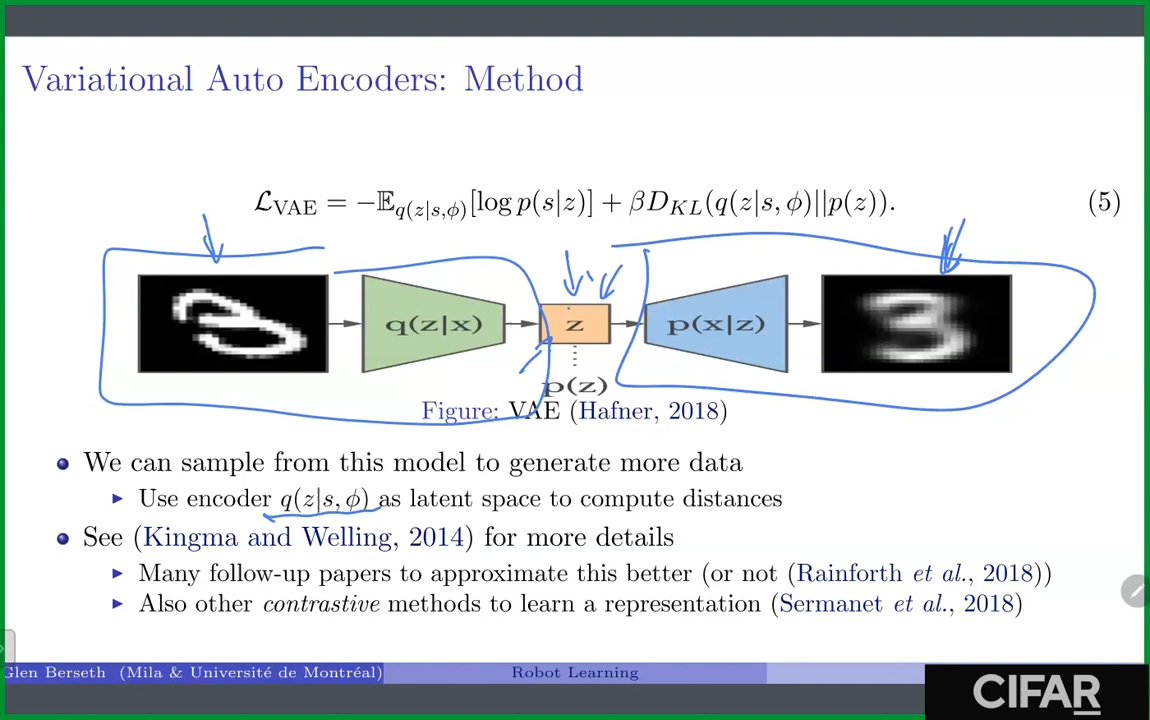 Variational Auto Encoders: Method
ℒ_VAE = −𝔼_q(z|s,ϕ)[log p(s|z)] + βD_KL(q(z|s,ϕ)||p(z)). (5)
q(z|x) z p(x|z)
p(z)
Figure: VAE (Hafner, 2018)
We can sample from this model to generate more data
Use encoder q(z|s,ϕ) as latent space to compute distances
See (Kingma and Welling, 2014) for more details
Many follow-up papers to approximate this better (or not (Rainforth et al., 2018))
Also other contrastive methods to learn a representation (Sermanet et al., 2018)
Glen Berseth (Mila & Université de Montréal) Robot Learning
CIFAR